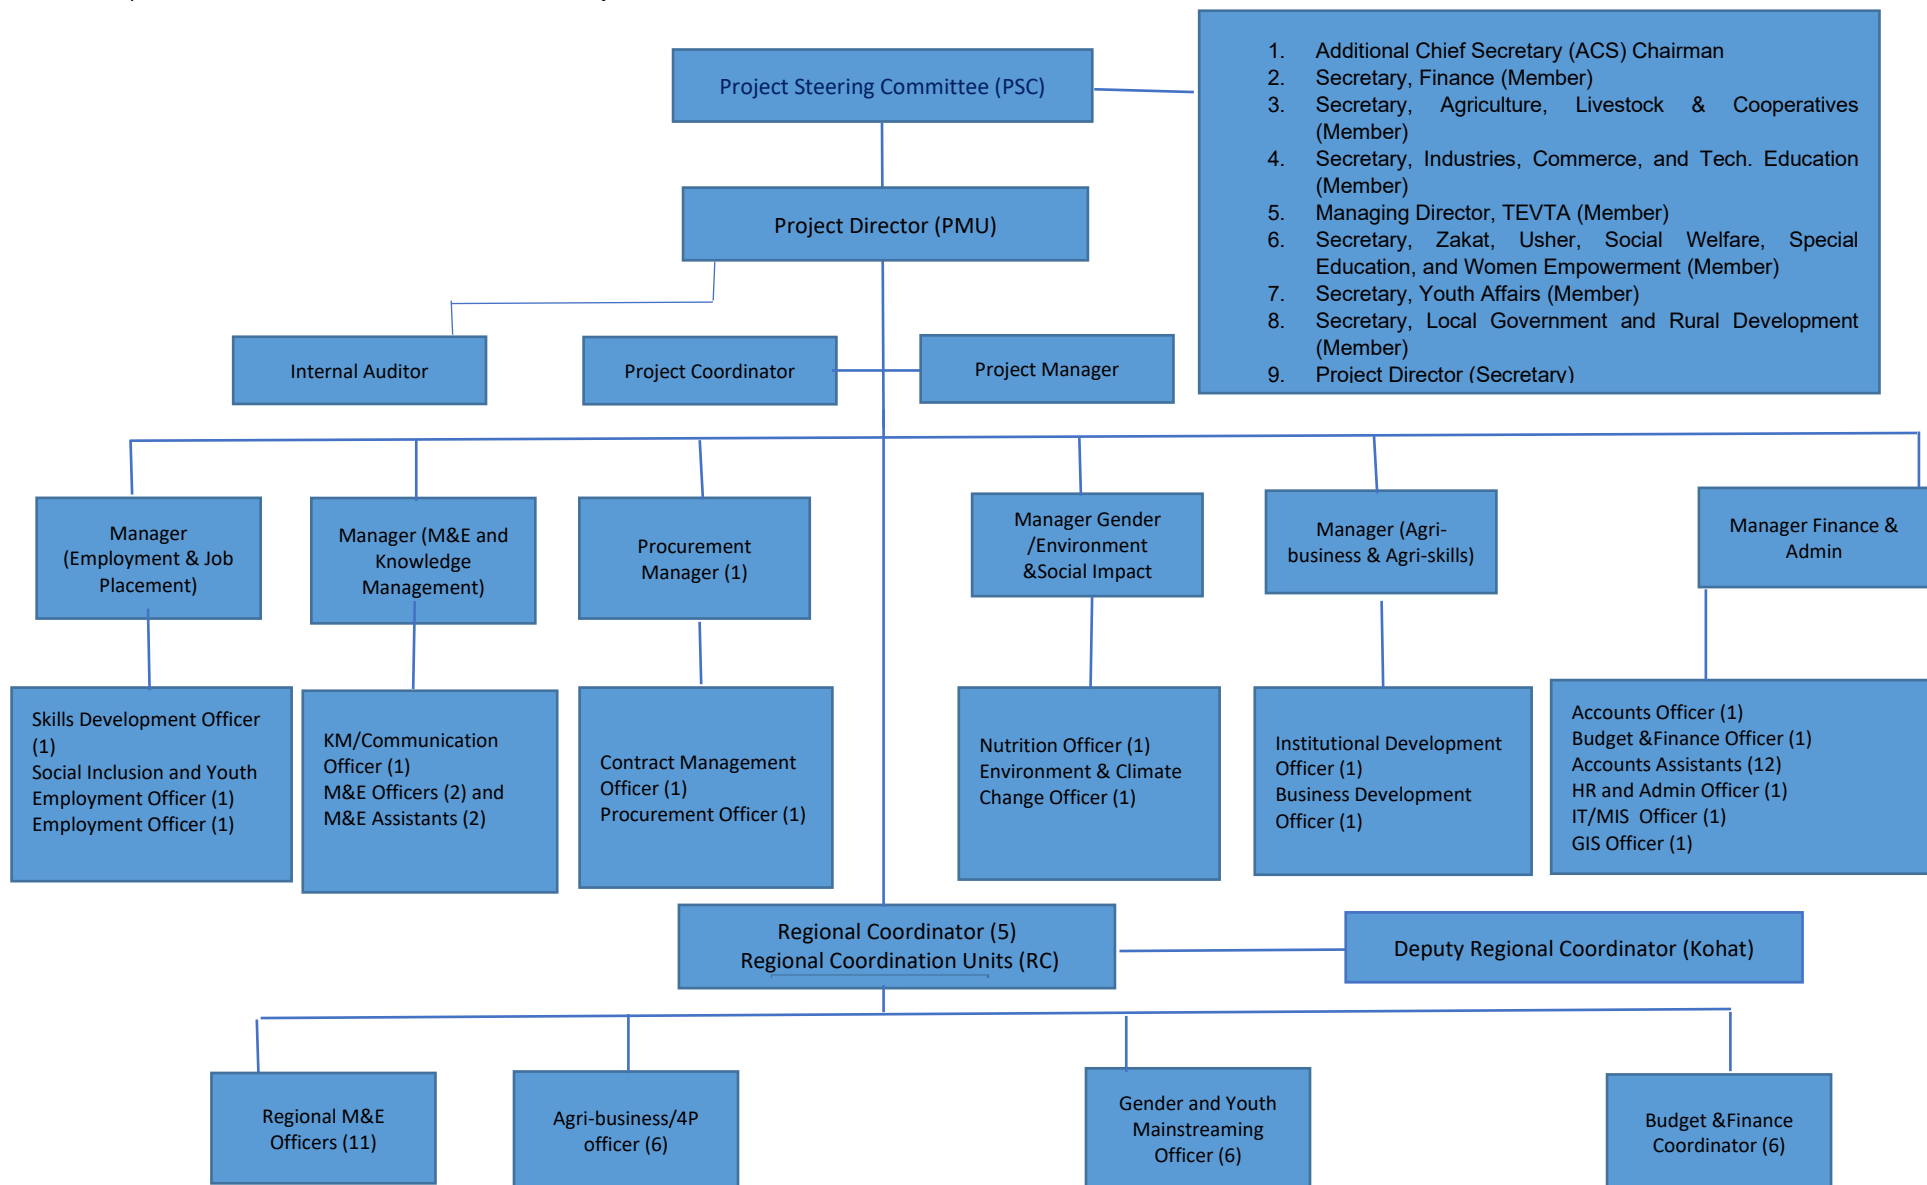 Project Steering Committee (PSC)
1. Additional Chief Secretary (ACS) Chairman
2. Secretary, Finance (Member)
3. Secretary, Agriculture, Livestock & Cooperatives
(Member)
4. Secretary, Industries, Commerce, and Tech. Education
(Member)
5. Managing Director, TEVTA (Member)
6. Secretary, Zakat, Usher, Social Welfare, Special
Education, and Women Empowerment (Member)
7. Secretary, Youth Affairs (Member)
8. Secretary, Local Government and Rural Development
(Member)
9. Project Director (Secretary)
Project Director (PMU)
Internal Auditor
Project Coordinator
Project Manager
Manager
(Employment & Job
Placement)
Manager (M&E and
Knowledge
Management)
Procurement
Manager (1)
Manager Gender
/Environment
&Social Impact
Manager (Agri-
business & Agri-skills)
Manager Finance &
Admin
Skills Development Officer
(1)
Social Inclusion and Youth
Employment Officer (1)
Employment Officer (1)
KM/Communication
Officer (1)
M&E Officers (2) and
M&E Assistants (2)
Contract Management
Officer (1)
Procurement Officer (1)
Nutrition Officer (1)
Environment & Climate
Change Officer (1)
Institutional Development
Officer (1)
Business Development
Officer (1)
Accounts Officer (1)
Budget &Finance Officer (1)
Accounts Assistants (12)
HR and Admin Officer (1)
IT/MIS Officer (1)
GIS Officer (1)
Regional Coordinator (5)
Regional Coordination Units (RC)
Deputy Regional Coordinator (Kohat)
Regional M&E
Officers (11)
Agri-business/4P
officer (6)
Gender and Youth
Mainstreaming
Officer (6)
Budget &Finance
Coordinator (6)